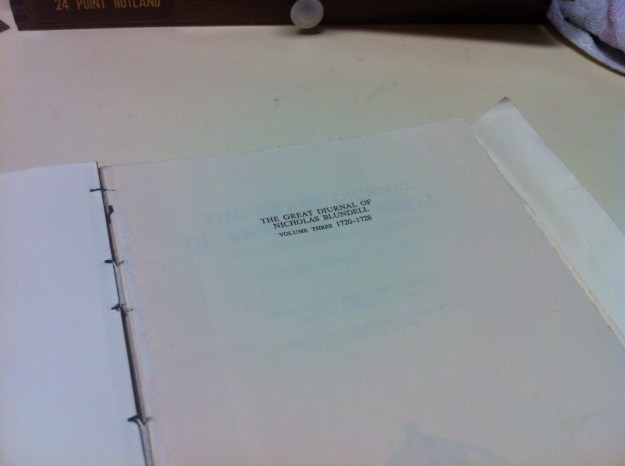 24 POINT RUTLAND
THE GREAT DIURNAL OF
NICHOLAS BLUNDELL
VOLUME THREE 1720-1728